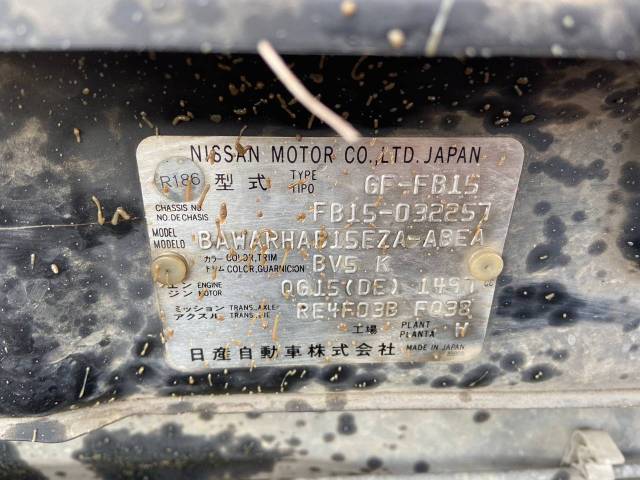 NISSAN MOTOR CO.,LTD. JAPAN
R186 型式 TYPE TIPO GF-FB15
CHASSIS NO. NO.DE CHASIS FB15-032257
MODEL MODELO BAWARHAB15EZA-ABEA
カラー COLOR,TRIM トリム COLOR,GUARNICION BV5 K
エンジン ENGINE MOTOR QG15(DE) 1497 CC
ミッション TRANS. アクスル TRANS. AXLE EJE RE4F03B FQ38
工場 PLANT PLANTA W
日産自動車株式会社 MADE IN JAPAN